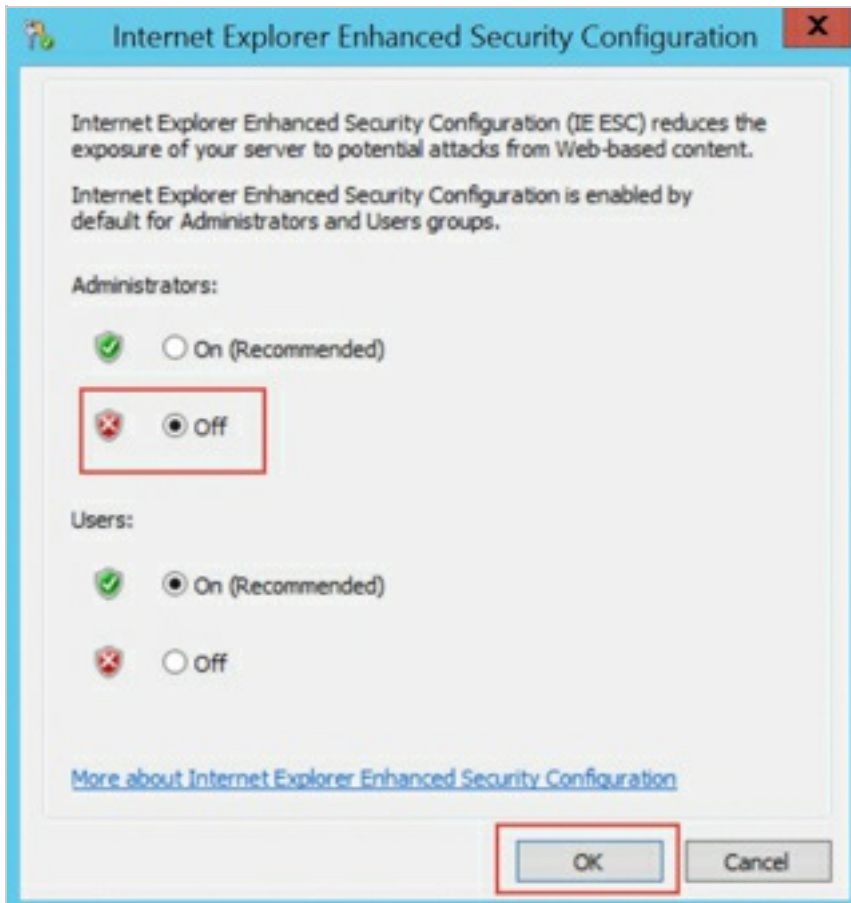 Internet Explorer Enhanced Security Configuration
X
Internet Explorer Enhanced Security Configuration (IE ESC) reduces the
exposure of your server to potential attacks from Web-based content.
Internet Explorer Enhanced Security Configuration is enabled by
default for Administrators and Users groups.
Administrators:
On (Recommended)
Off
Users:
On (Recommended)
Off
More about Internet Explorer Enhanced Security Configuration
OK
Cancel